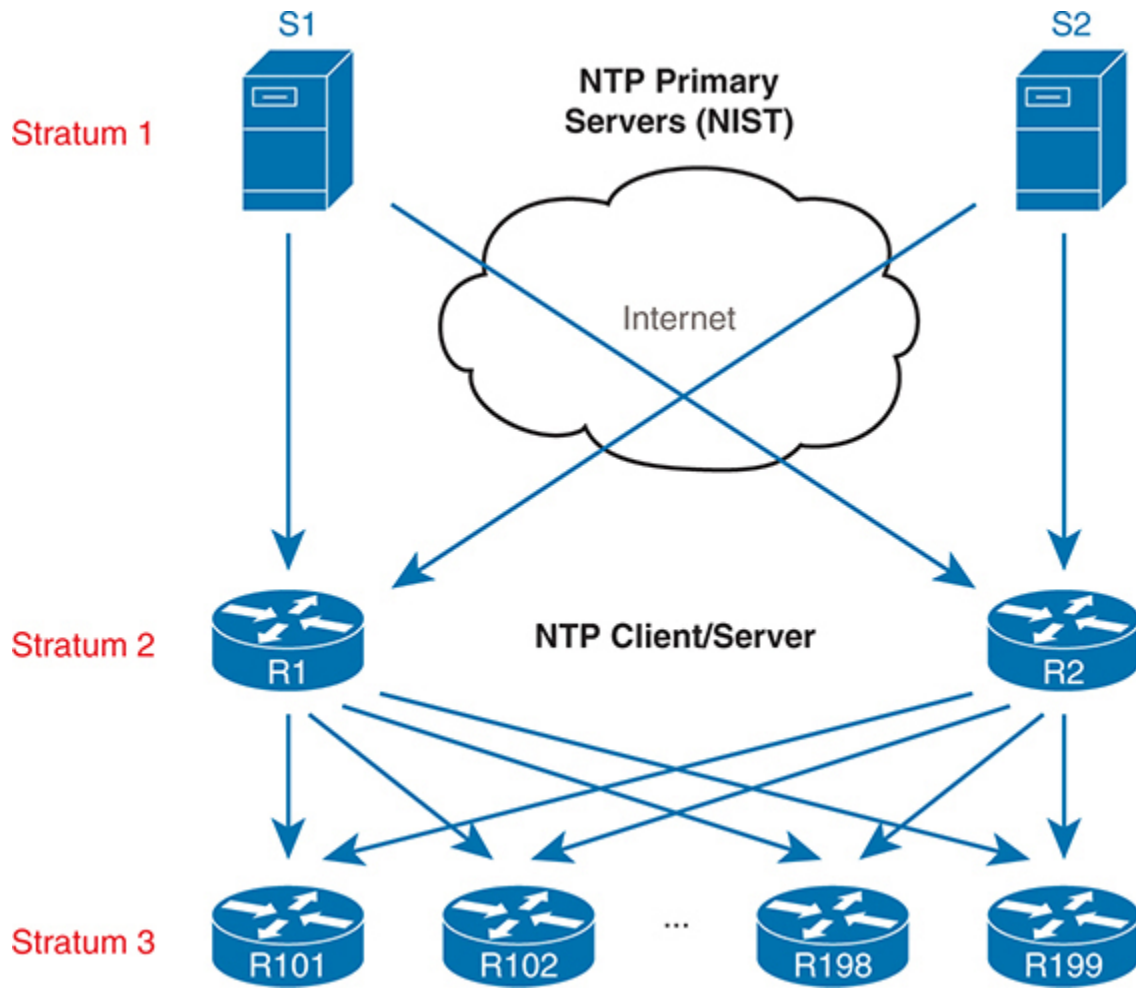 S1
S2
NTP Primary
Servers (NIST)
Stratum 1
Internet
Stratum 2
NTP Client/Server
R1
R2
Stratum 3
R101
R102
...
R198
R199